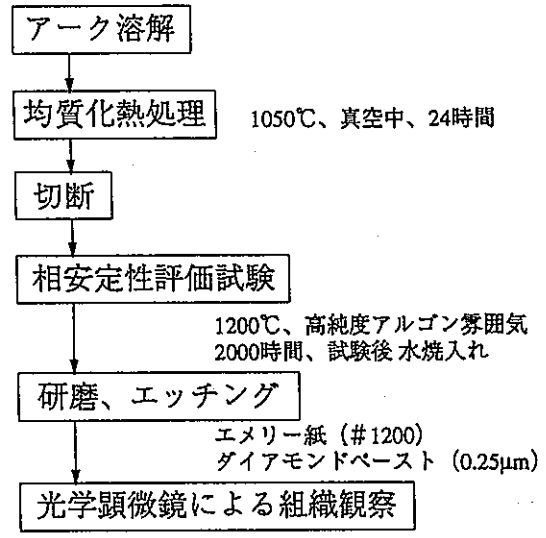 アーク溶解
均質化熱処理
1050℃、真空中、24時間
切断
相安定性評価試験
1200℃、高純度アルゴン雰囲気
2000時間、試験後 水焼入れ
研磨、エッチング
エメリー紙（＃1200）
ダイアモンドペースト（0.25μm）
光学顕微鏡による組織観察